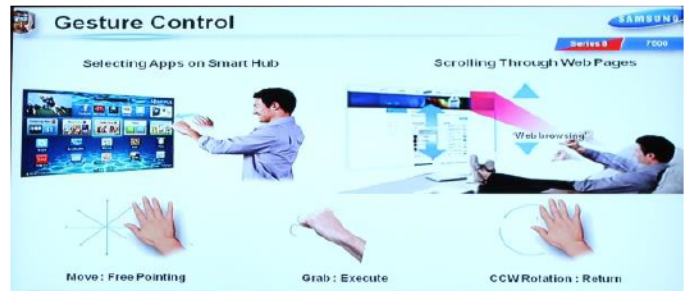 Gesture Control
SAMSUNG
Series 8 / 7500
Selecting Apps on Smart Hub
Scrolling Through Web Pages
'Web browsing'
Move : Free Pointing
Grab : Execute
CCW Rotation : Return